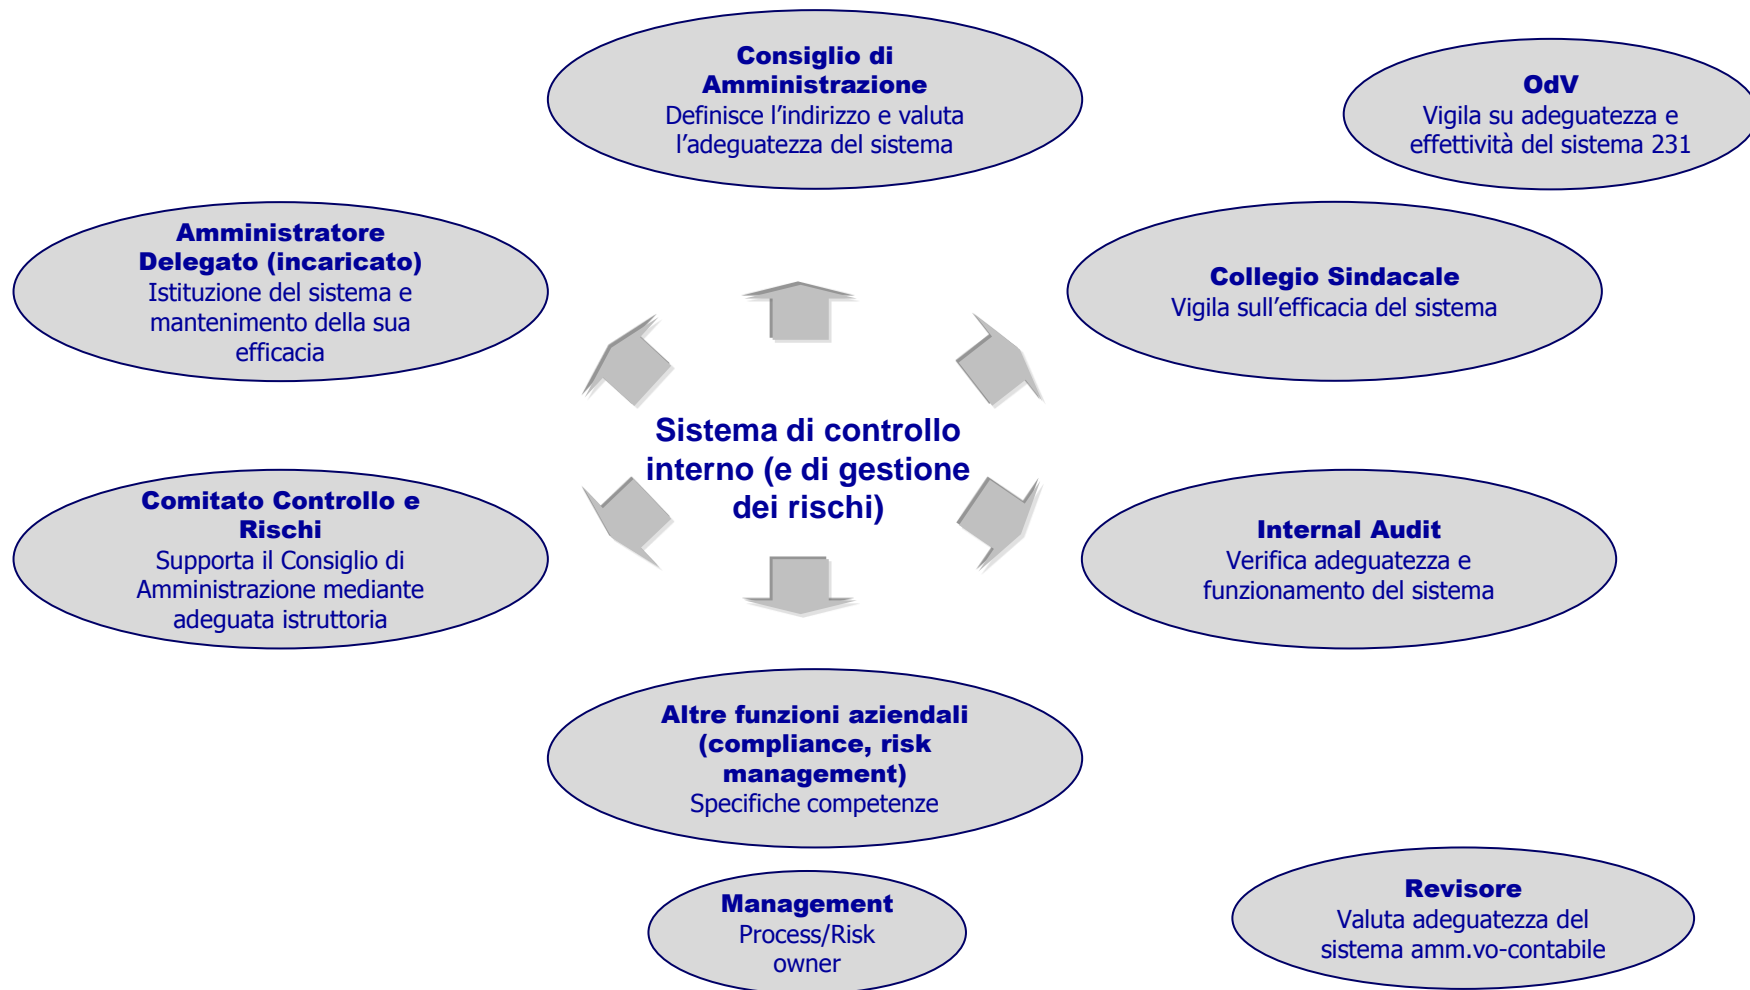 Consiglio di
Amministrazione
Definisce l’indirizzo e valuta
l’adeguatezza del sistema
OdV
Vigila su adeguatezza e
effettività del sistema 231
Amministratore
Delegato (incaricato)
Istituzione del sistema e
mantenimento della sua
efficacia
Collegio Sindacale
Vigila sull’efficacia del sistema
Sistema di controllo
interno (e di gestione
dei rischi)
Comitato Controllo e
Rischi
Supporta il Consiglio di
Amministrazione mediante
adeguata istruttoria
Internal Audit
Verifica adeguatezza e
funzionamento del sistema
Altre funzioni aziendali
(compliance, risk
management)
Specifiche competenze
Management
Process/Risk
owner
Revisore
Valuta adeguatezza del
sistema amm.vo-contabile